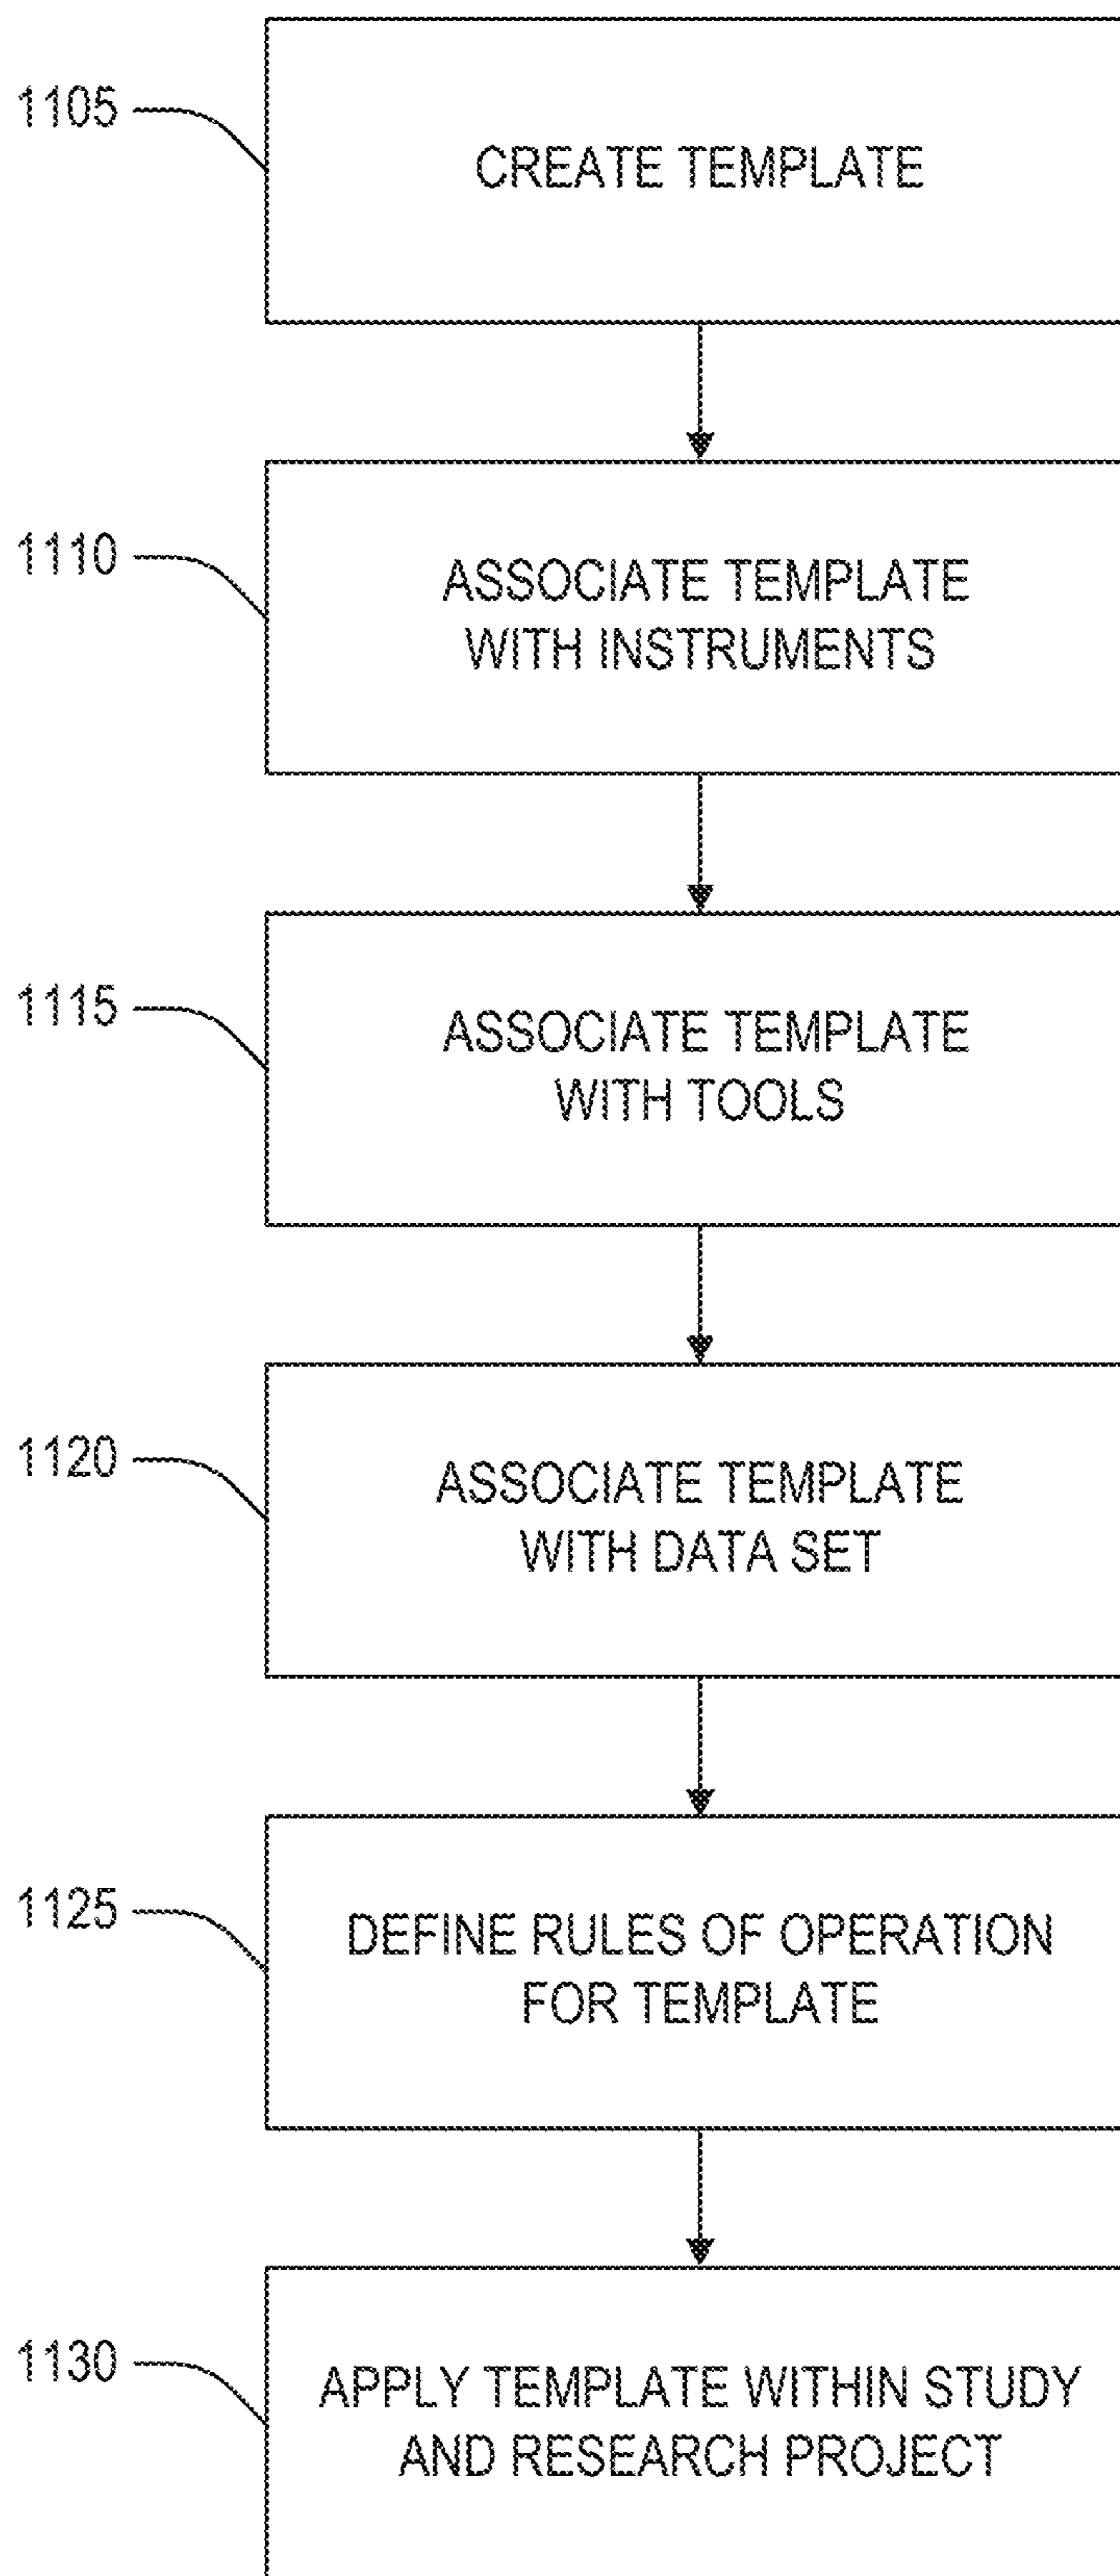 1105
CREATE TEMPLATE
1110
ASSOCIATE TEMPLATE
WITH INSTRUMENTS
1115
ASSOCIATE TEMPLATE
WITH TOOLS
1120
ASSOCIATE TEMPLATE
WITH DATA SET
1125
DEFINE RULES OF OPERATION
FOR TEMPLATE
1130
APPLY TEMPLATE WITHIN STUDY
AND RESEARCH PROJECT